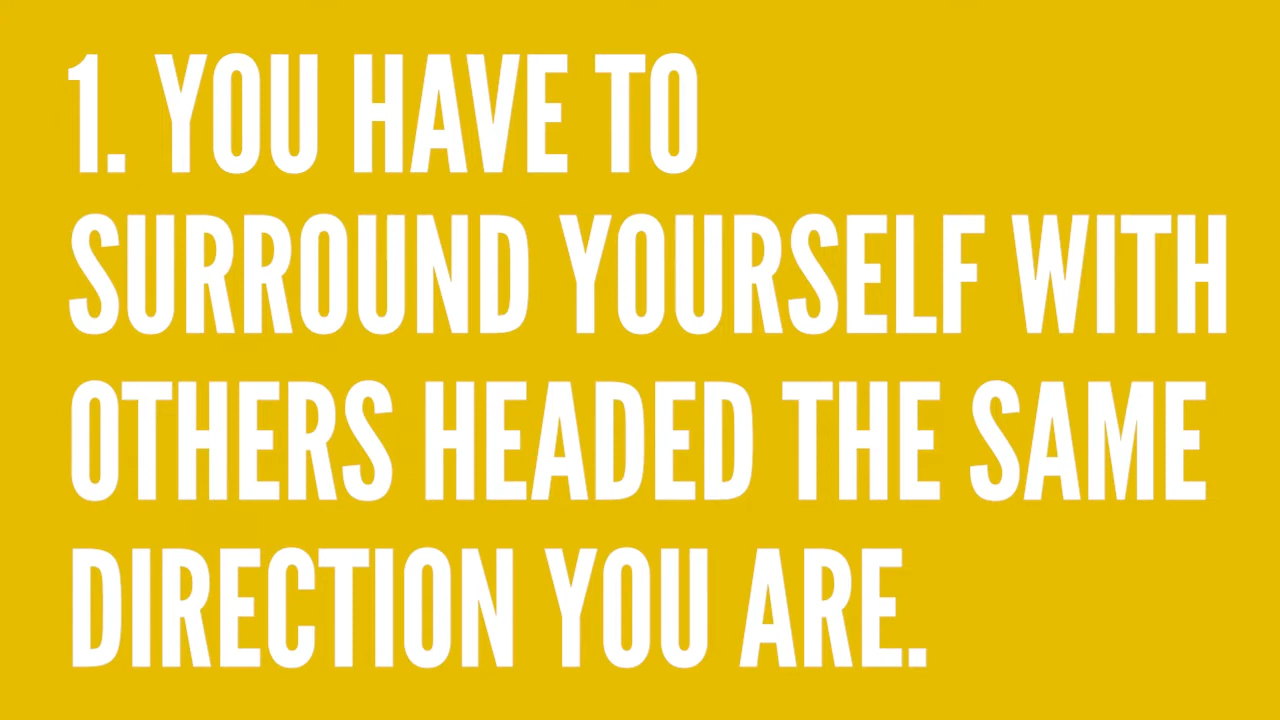 1. YOU HAVE TO
SURROUND YOURSELF WITH
OTHERS HEADED THE SAME
DIRECTION YOU ARE.